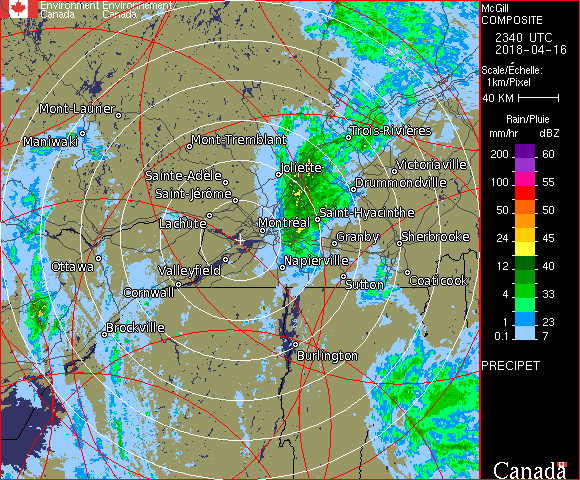 Environment Environnement
Canada Canada
Mont-Laurier
Maniwaki
Mont-Tremblant
Trois-Rivières
Joliette
Victoriaville
Sainte-Adèle
Drummondville
Saint-Jérôme
Saint-Hyacinthe
Lachute
Montréal
Granby
Sherbrooke
Ottawa
Valleyfield
Napierville
Cornwall
Sutton
Coaticook
Brockville
Burlington
McGill
COMPOSITE
2340 UTC
2018-04-16
Scale/Échelle:
1km/Pixel
40 KM
Rain/Pluie
mm/hr dBZ
200 60
100 55
50 50
24 45
12 40
4 33
1 23
0.1 7
PRECIPET
Canada